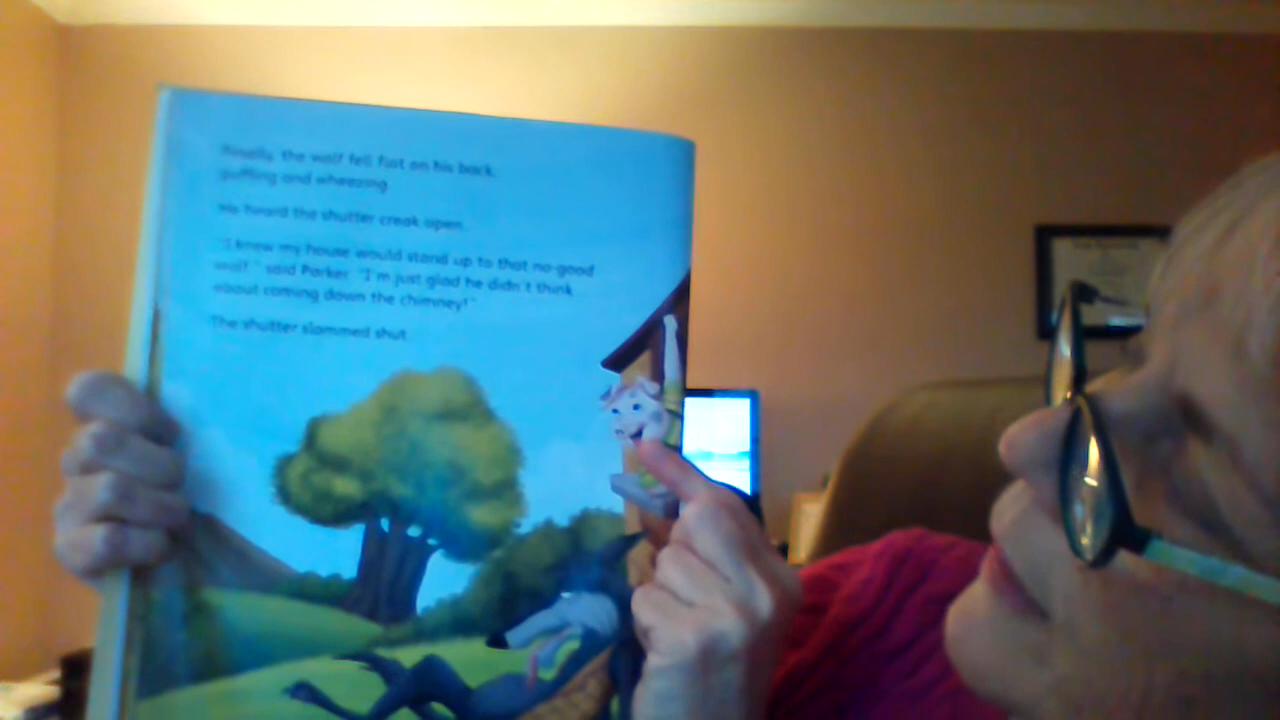 Finally, the wolf fell flat on his back,
puffing and wheezing.
He heard the shutter creak open.
"I knew my house would stand up to that no-good
wolf," said Parker. "I'm just glad he didn't think
about coming down the chimney!"
The shutter slammed shut.